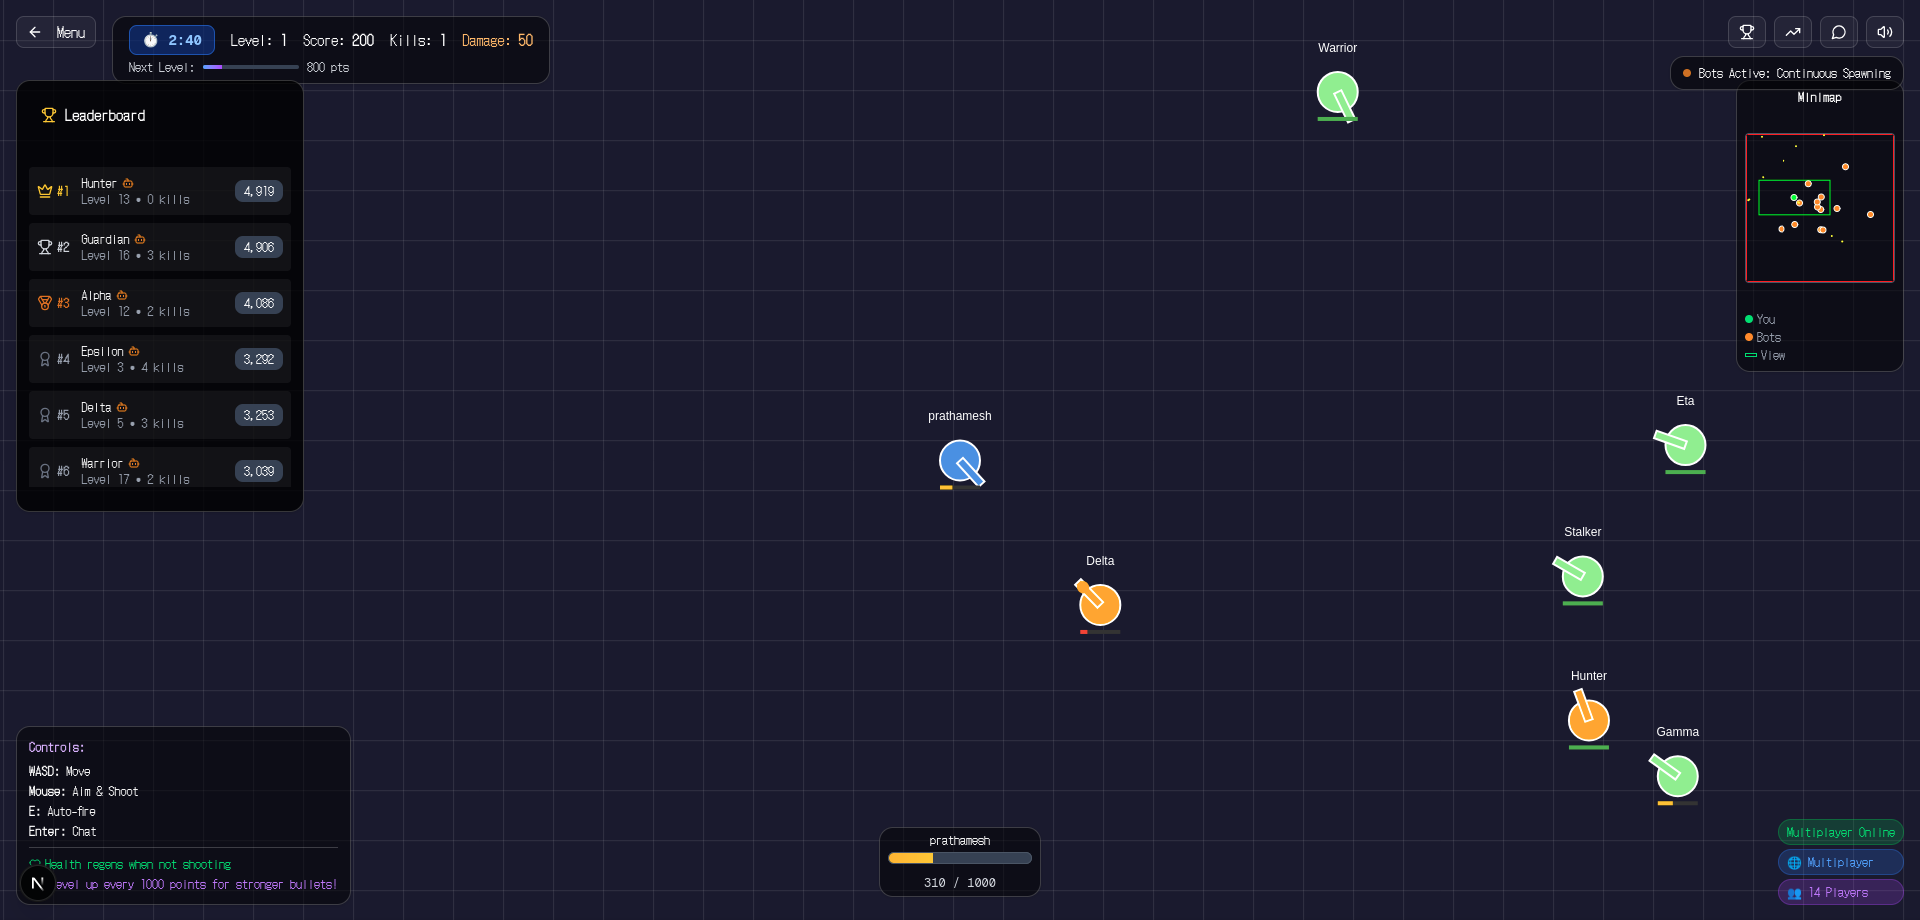 Menu
2:40 Level: 1 Score: 200 Kills: 1 Damage: 50
Next Level: 800 pts
Leaderboard
#1 Hunter 4,919
Level 13 • 0 kills
#2 Guardian 4,906
Level 16 • 3 kills
#3 Alpha 4,086
Level 12 • 2 kills
#4 Epsilon 3,292
Level 3 • 4 kills
#5 Delta 3,253
Level 5 • 3 kills
#6 Warrior 3,039
Level 17 • 2 kills
Warrior
prathamesh
Delta
Eta
Stalker
Hunter
Gamma
Bots Active: Continuous Spawning
Minimap
You
Bots
View
Controls:
WASD: Move
Mouse: Aim & Shoot
E: Auto-fire
Enter: Chat
Health regens when not shooting
evel up every 1000 points for stronger bullets!
N
prathamesh
310 / 1000
Multiplayer Online
Multiplayer
14 Players